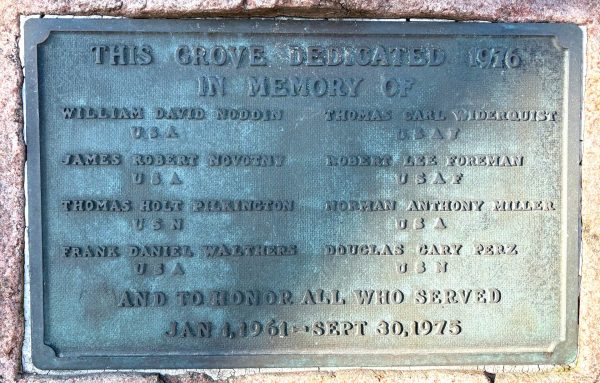 THIS GROVE DEDICATED 1976
IN MEMORY OF
WILLIAM DAVID NODDIN
USA
THOMAS CARL WIDERQUIST
USAF
JAMES ROBERT NOVOTNY
USA
ROBERT LEE FOREMAN
USAF
THOMAS HOLT PILKINGTON
USN
NORMAN ANTHONY MILLER
USA
FRANK DANIEL WALTHERS
USA
DOUGLAS GARY PERZ
USN
AND TO HONOR ALL WHO SERVED
JAN 1, 1961 - SEPT 30, 1975